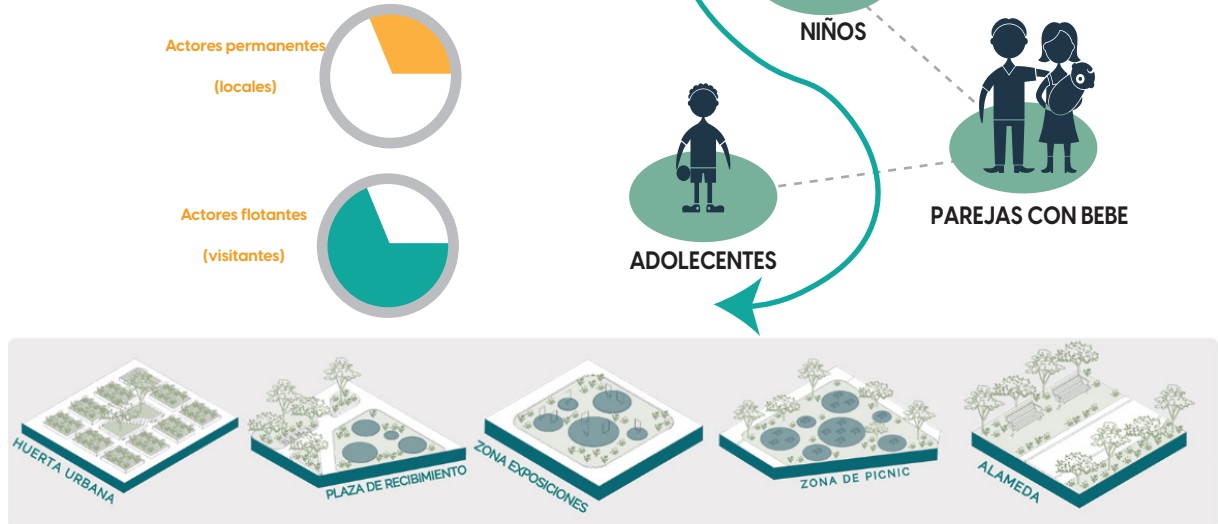 Actores permanentes
(locales)
Actores flotantes
(visitantes)
NIÑOS
ADOLECENTES
PAREJAS CON BEBE
HUERTA URBANA
PLAZA DE RECIBIMIENTO
ZONA EXPOSICIONES
ZONA DE PICNIC
ALAMEDA